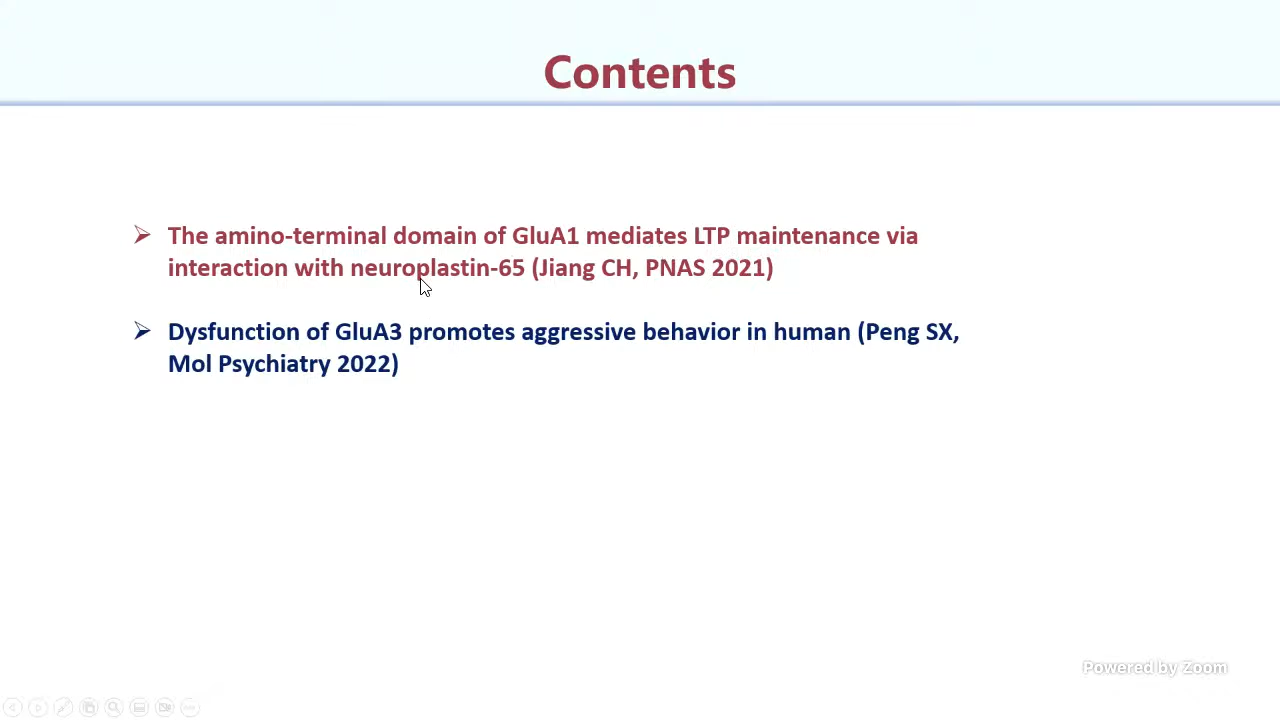 Contents
The amino-terminal domain of GluA1 mediates LTP maintenance via
interaction with neuroplastin-65 (Jiang CH, PNAS 2021)
Dysfunction of GluA3 promotes aggressive behavior in human (Peng SX,
Mol Psychiatry 2022)
Powered by Zoom